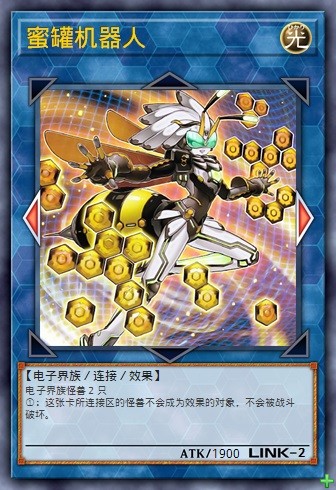 蜜罐机器人
光
【电子界族／连接／效果】
电子界族怪兽２只
①：这张卡所连接区的怪兽不会成为效果的对象，不会被战斗
破坏。
ATK/1900 LINK-2